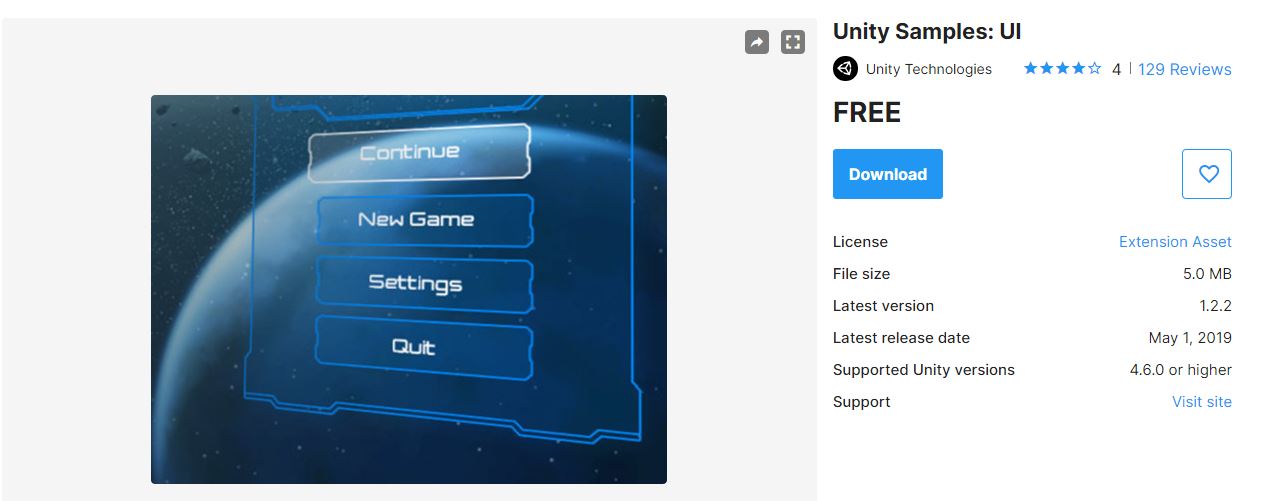 Continue
New Game
Settings
Quit
Unity Samples: UI
Unity Technologies 4 | 129 Reviews
FREE
Download
License Extension Asset
File size 5.0 MB
Latest version 1.2.2
Latest release date May 1, 2019
Supported Unity versions 4.6.0 or higher
Support Visit site